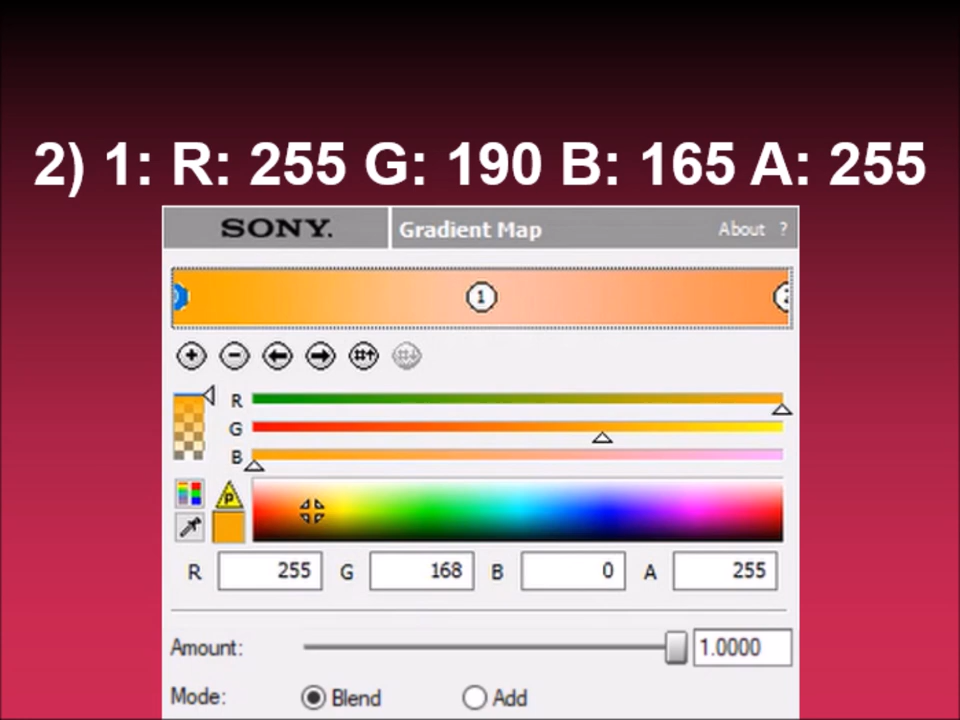 2) 1: R: 255 G: 190 B: 165 A: 255
SONY. Gradient Map About ?
1
R
G
B
P
R 255 G 168 B 0 A 255
Amount: 1.0000
Mode: Blend Add